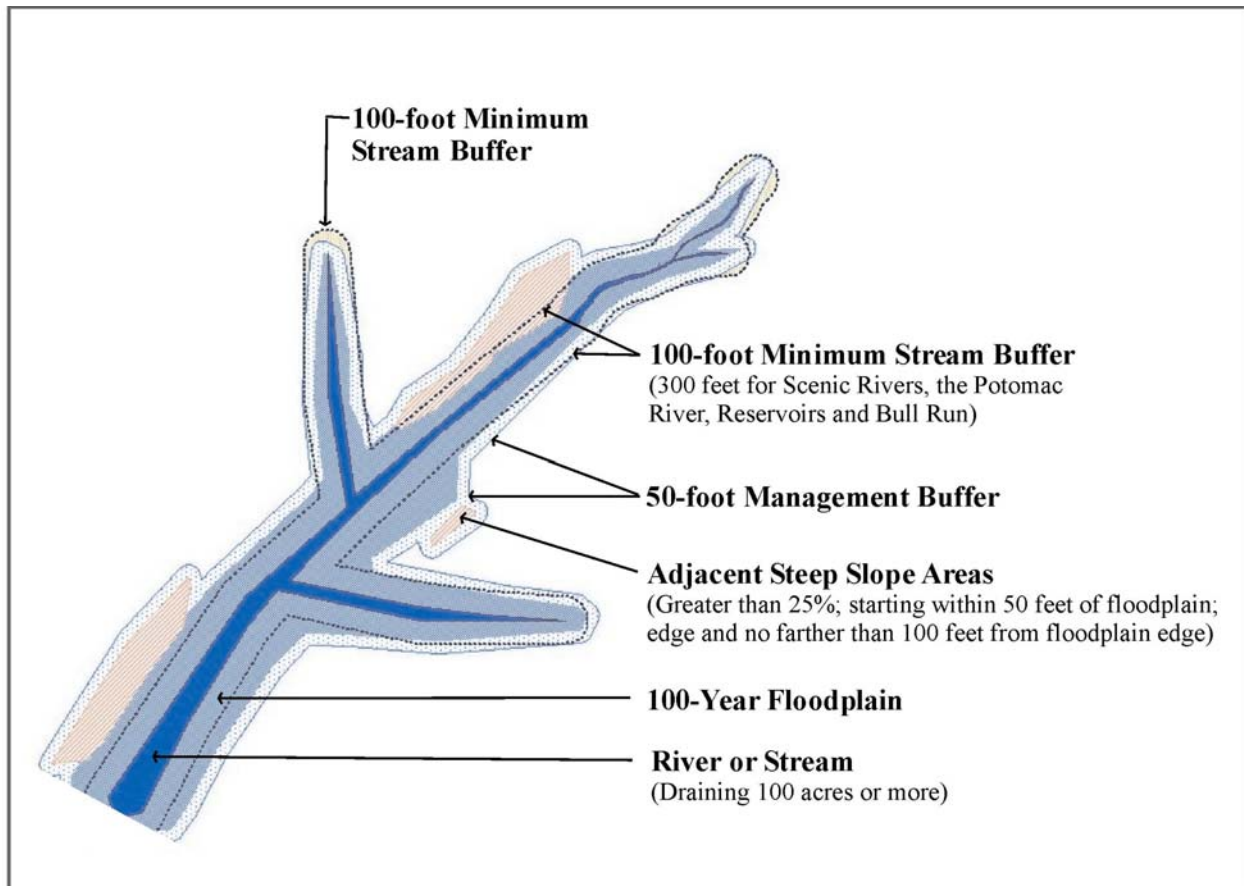 100-foot Minimum
Stream Buffer
100-foot Minimum Stream Buffer
(300 feet for Scenic Rivers, the Potomac
River, Reservoirs and Bull Run)
50-foot Management Buffer
Adjacent Steep Slope Areas
(Greater than 25%; starting within 50 feet of floodplain;
edge and no farther than 100 feet from floodplain edge)
100-Year Floodplain
River or Stream
(Draining 100 acres or more)